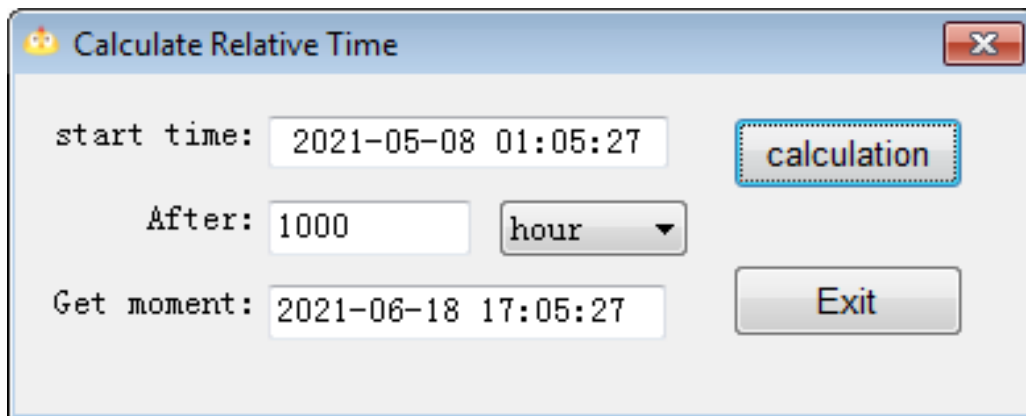 Calculate Relative Time
start time: 2021-05-08 01:05:27
calculation
After: 1000 hour
Get moment: 2021-06-18 17:05:27
Exit